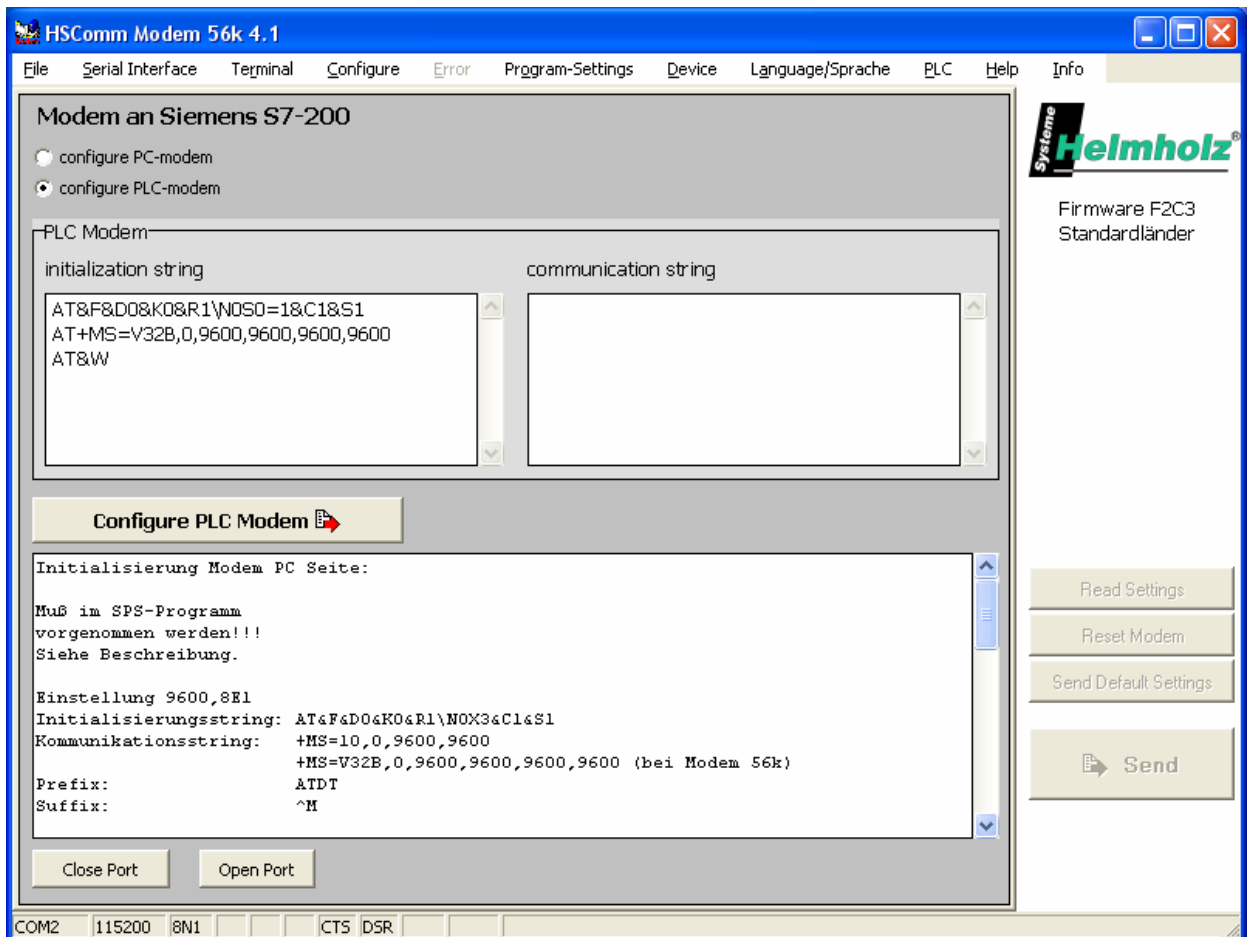 HSComm Modem 56k 4.1
File Serial Interface Terminal Configure Error Program-Settings Device Language/Sprache PLC Help Info
Modem an Siemens S7-200
configure PC-modem
configure PLC-modem
PLC Modem
initialization string
AT&F&D0&K0&R1\N0S0=1&C1&S1
AT+MS=V32B,0,9600,9600,9600,9600
AT&W
communication string
Configure PLC Modem
Initialisierung Modem PC Seite:
Muß im SPS-Programm
vorgenommen werden!!!
Siehe Beschreibung.
Einstellung 9600,8E1
Initialisierungsstring: AT&F&D0&K0&R1\N0X3&C1&S1
Kommunikationsstring: +MS=10,0,9600,9600
+MS=V32B,0,9600,9600,9600,9600 (bei Modem 56k)
Prefix: ATDT
Suffix: ^M
Close Port Open Port
Systeme
Helmholz®
Firmware F2C3
Standardländer
Read Settings
Reset Modem
Send Default Settings
Send
COM2 115200 8N1 CTS DSR